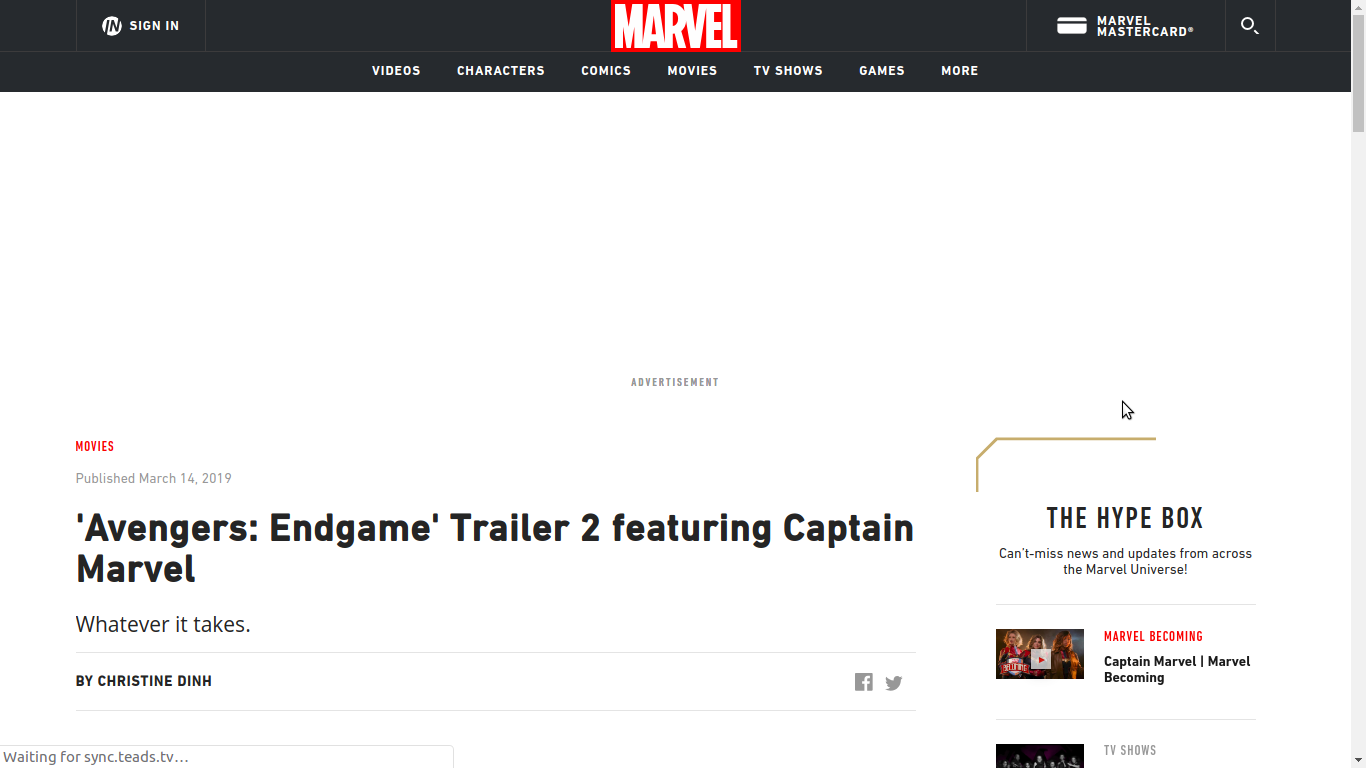 SIGN IN
MARVEL
MARVEL
MASTERCARD®
VIDEOS
CHARACTERS
COMICS
MOVIES
TV SHOWS
GAMES
MORE
ADVERTISEMENT
MOVIES
Published March 14, 2019
'Avengers: Endgame' Trailer 2 featuring Captain
Marvel
Whatever it takes.
BY CHRISTINE DINH
THE HYPE BOX
Can't-miss news and updates from across
the Marvel Universe!
MARVEL BECOMING
Captain Marvel | Marvel
Becoming
TV SHOWS
Waiting for sync.teads.tv…